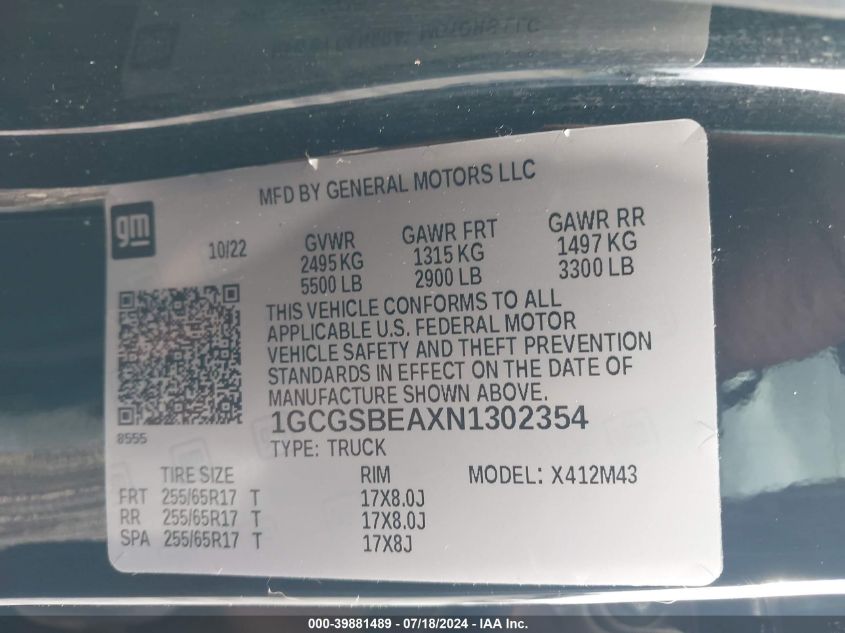 MFD BY GENERAL MOTORS LLC
gm
10/22
GVWR GAWR FRT GAWR RR
2495 KG 1315 KG 1497 KG
5500 LB 2900 LB 3300 LB
THIS VEHICLE CONFORMS TO ALL
APPLICABLE U.S. FEDERAL MOTOR
VEHICLE SAFETY AND THEFT PREVENTION
STANDARDS IN EFFECT ON THE DATE OF
MANUFACTURE SHOWN ABOVE.
1GCGSBEAXN1302354
8555
TYPE: TRUCK
TIRE SIZE RIM MODEL: X412M43
FRT 255/65R17 T 17X8.0J
RR 255/65R17 T 17X8.0J
SPA 255/65R17 T 17X8J
000-39881489 - 07/18/2024 - IAAI.com